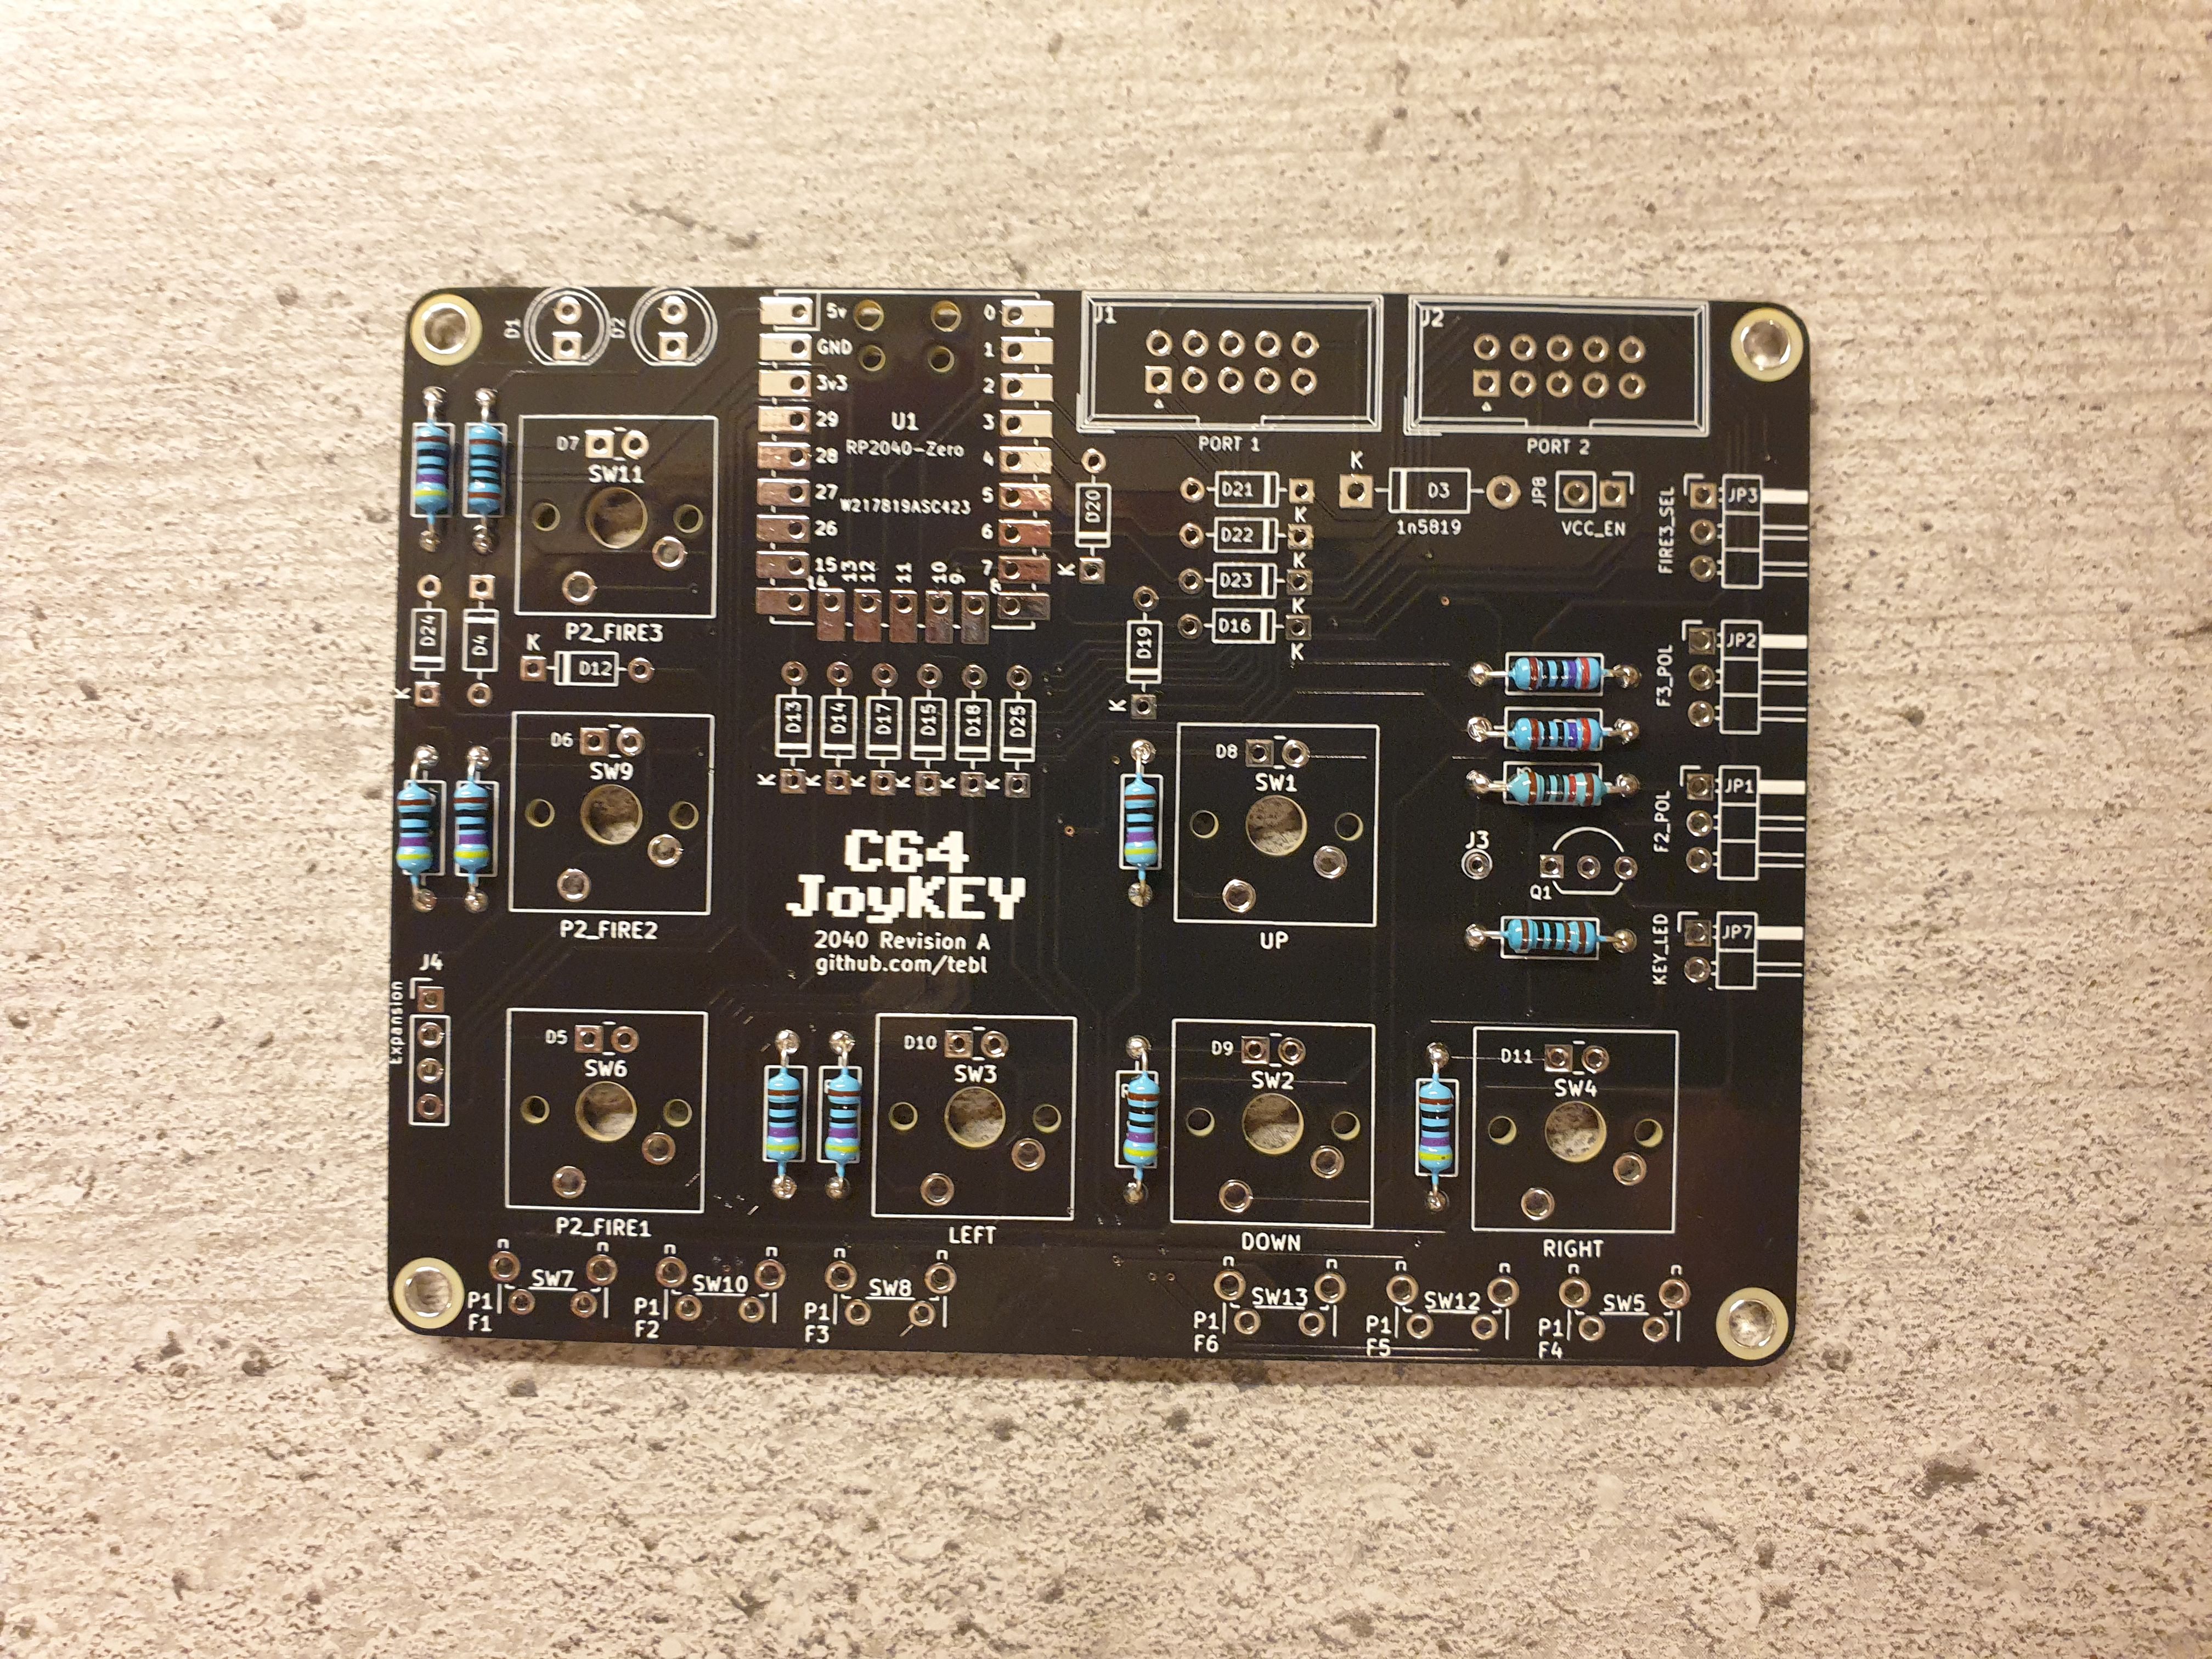 D1
D2
5v
GND
3v3
29
28
27
26
15
14
13
12
11
10
9
8
0
1
2
3
4
5
6
7
U1
RP2040-Zero
W217819ASC423
J1
PORT 1
J2
PORT 2
D7
SW11
P2_FIRE3
D24
K
D4
K
D12
D20
K
D21
K
D22
K
D23
K
D16
K
K
D3
1n5819
JP8
VCC_EN
FIRE3_SEL
JP3
F3_POL
JP2
F2_POL
JP1
KEY_LED
JP7
D19
K
D13
D14
D17
D15
D18
D25
K
K
K
K
K
K
D6
SW9
P2_FIRE2
D8
SW1
UP
J3
Q1
C64
JoyKEY
2040 Revision A
github.com/tebl
J4
Expansion
D5
SW6
P2_FIRE1
D10
SW3
LEFT
D9
SW2
DOWN
D11
SW4
RIGHT
SW7
P1
F1
SW10
P1
F2
SW8
P1
F3
SW13
P1
F6
SW12
P1
F5
SW5
P1
F4